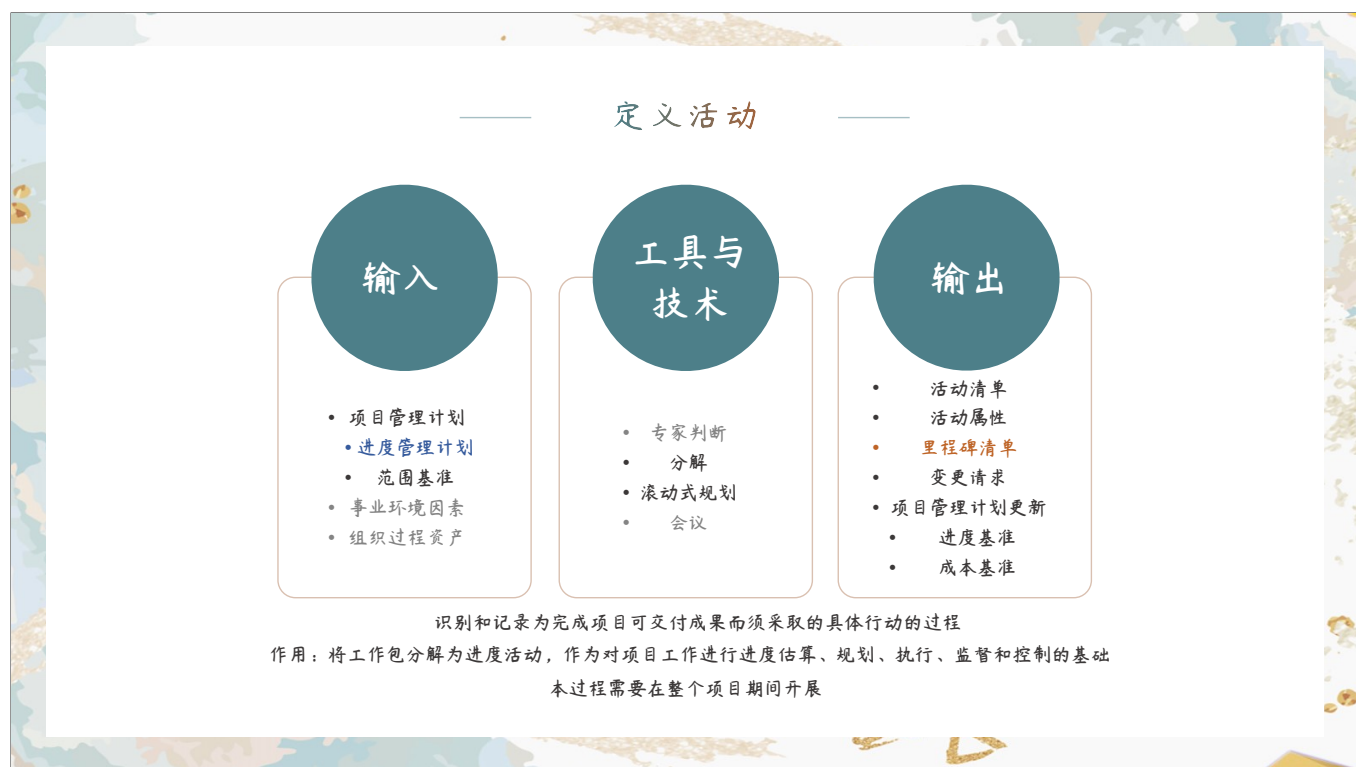 定义活动
输入
• 项目管理计划
• 进度管理计划
• 范围基准
• 事业环境因素
• 组织过程资产
工具与
技术
• 专家判断
• 分解
• 滚动式规划
• 会议
输出
• 活动清单
• 活动属性
• 里程碑清单
• 变更请求
• 项目管理计划更新
• 进度基准
• 成本基准
识别和记录为完成项目可交付成果而须采取的具体行动的过程
作用：将工作包分解为进度活动，作为对项目工作进行进度估算、规划、执行、监督和控制的基础
本过程需要在整个项目期间开展